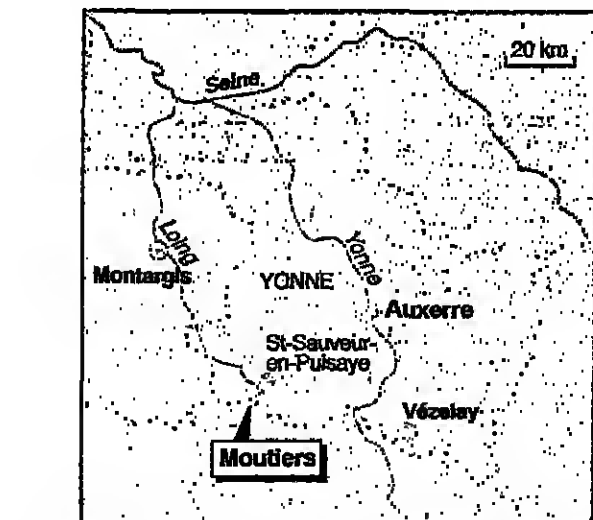 20 km
Seine
Loing
Yonne
Montargis
YONNE
Auxerre
St-Sauveur-
en-Puisaye
Vézelay
Moutiers